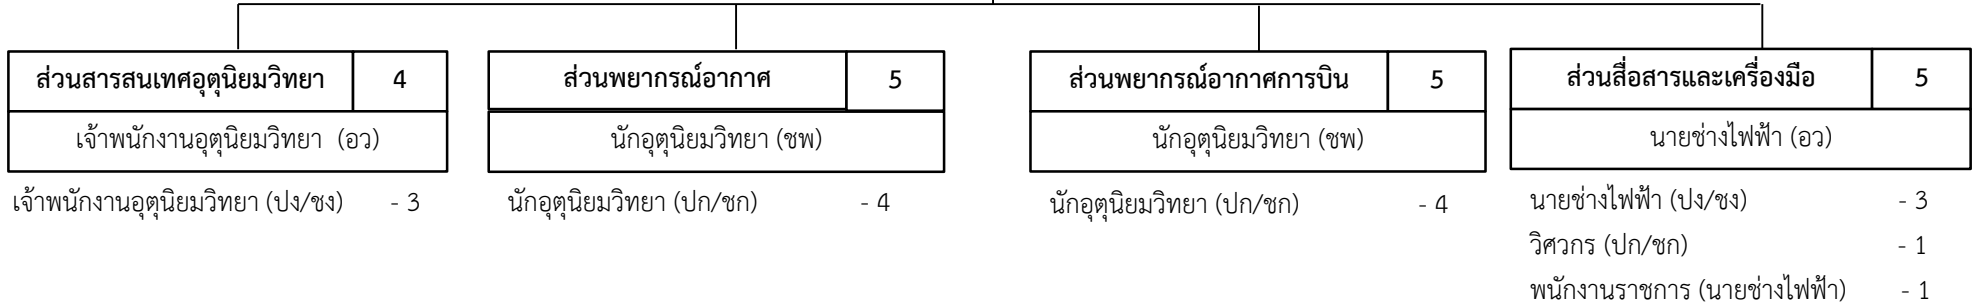 ส่วนสารสนเทศอุตุนิยมวิทยา 4
เจ้าพนักงานอุตุนิยมวิทยา (อว)
เจ้าพนักงานอุตุนิยมวิทยา (ปง/ชง) - 3
ส่วนพยากรณ์อากาศ 5
นักอุตุนิยมวิทยา (ชพ)
นักอุตุนิยมวิทยา (ปก/ชก) - 4
ส่วนพยากรณ์อากาศการบิน 5
นักอุตุนิยมวิทยา (ชพ)
นักอุตุนิยมวิทยา (ปก/ชก) - 4
ส่วนสื่อสารและเครื่องมือ 5
นายช่างไฟฟ้า (อว)
นายช่างไฟฟ้า (ปง/ชง) - 3
วิศวกร (ปก/ชก) - 1
พนักงานราชการ (นายช่างไฟฟ้า) - 1